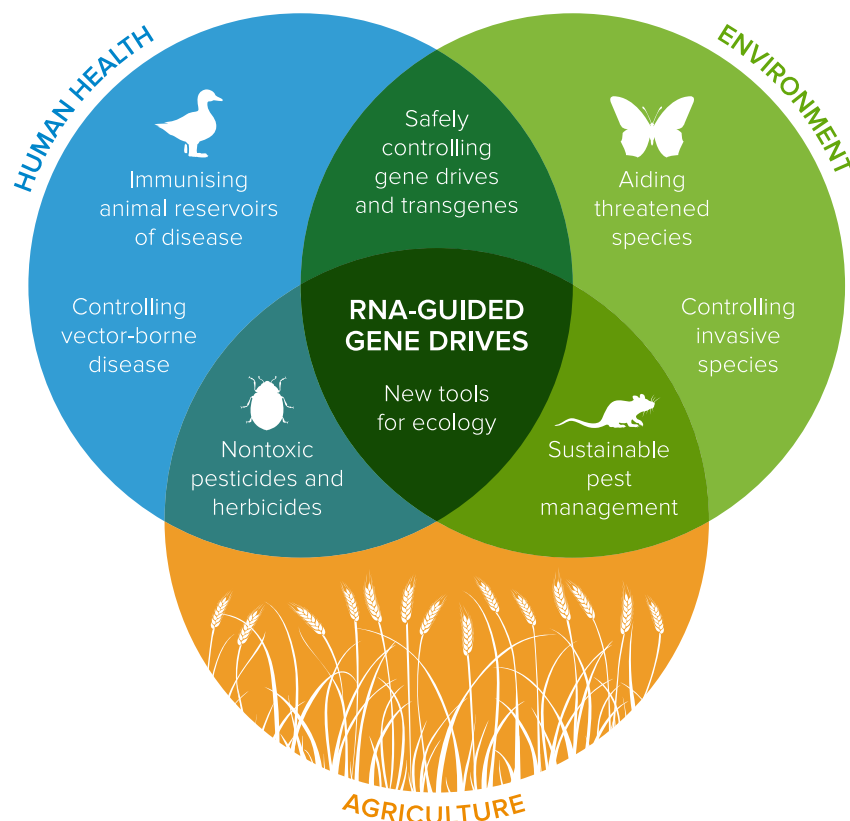 HUMAN HEALTH
ENVIRONMENT
Safely
controlling
gene drives
and transgenes
Immunising
animal reservoirs
of disease
Aiding
threatened
species
Controlling
vector-borne
disease
RNA-GUIDED
GENE DRIVES
New tools
for ecology
Controlling
invasive
species
Nontoxic
pesticides and
herbicides
Sustainable
pest
management
AGRICULTURE